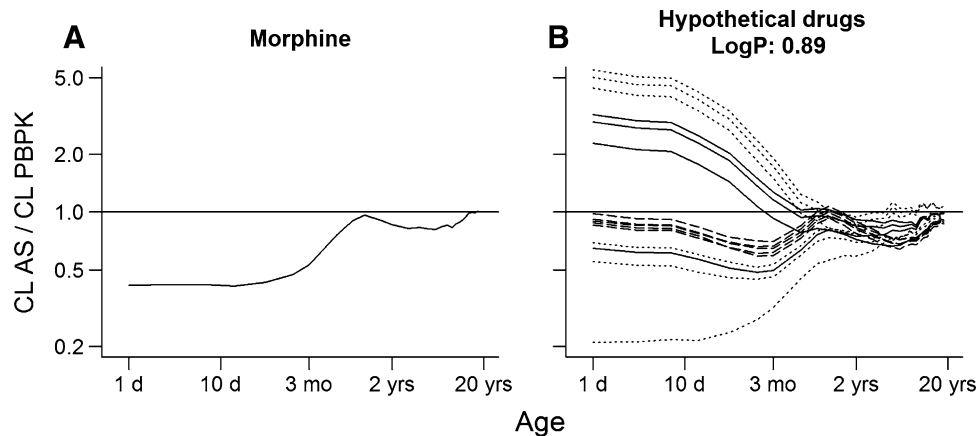 A
Morphine
B
Hypothetical drugs
LogP: 0.89
CL AS / CL PBPK
5.0
2.0
1.0
0.5
0.2
1 d 10 d 3 mo 2 yrs 20 yrs
1 d 10 d 3 mo 2 yrs 20 yrs
Age